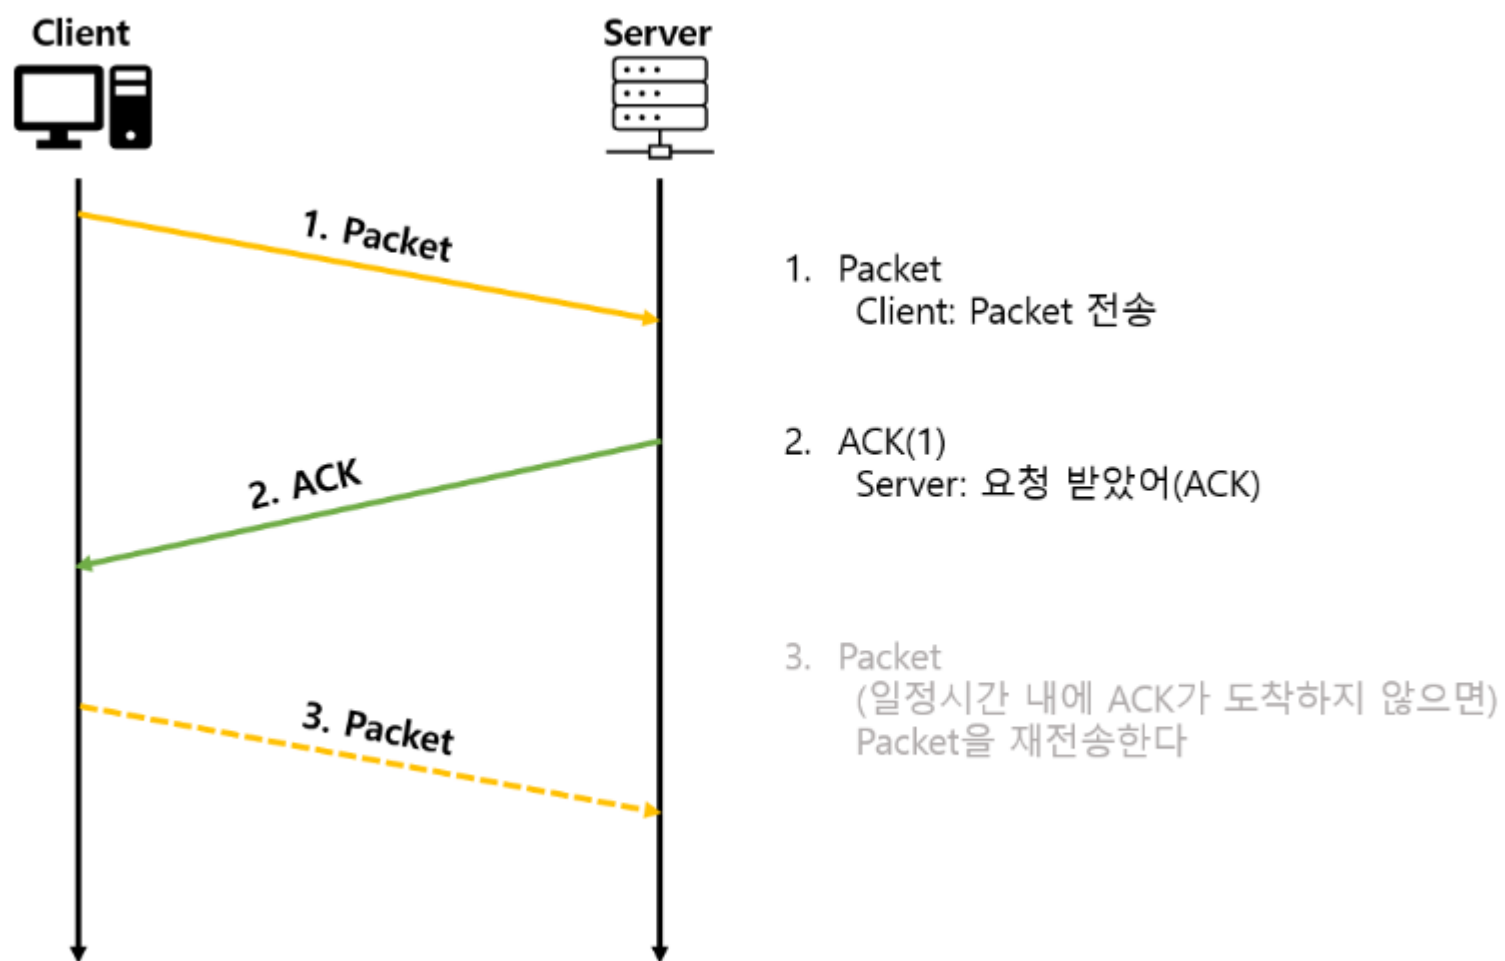 Client
Server
1. Packet
2. ACK
3. Packet
1. Packet
Client: Packet 전송
2. ACK(1)
Server: 요청 받았어(ACK)
3. Packet
(일정시간 내에 ACK가 도착하지 않으면)
Packet을 재전송한다